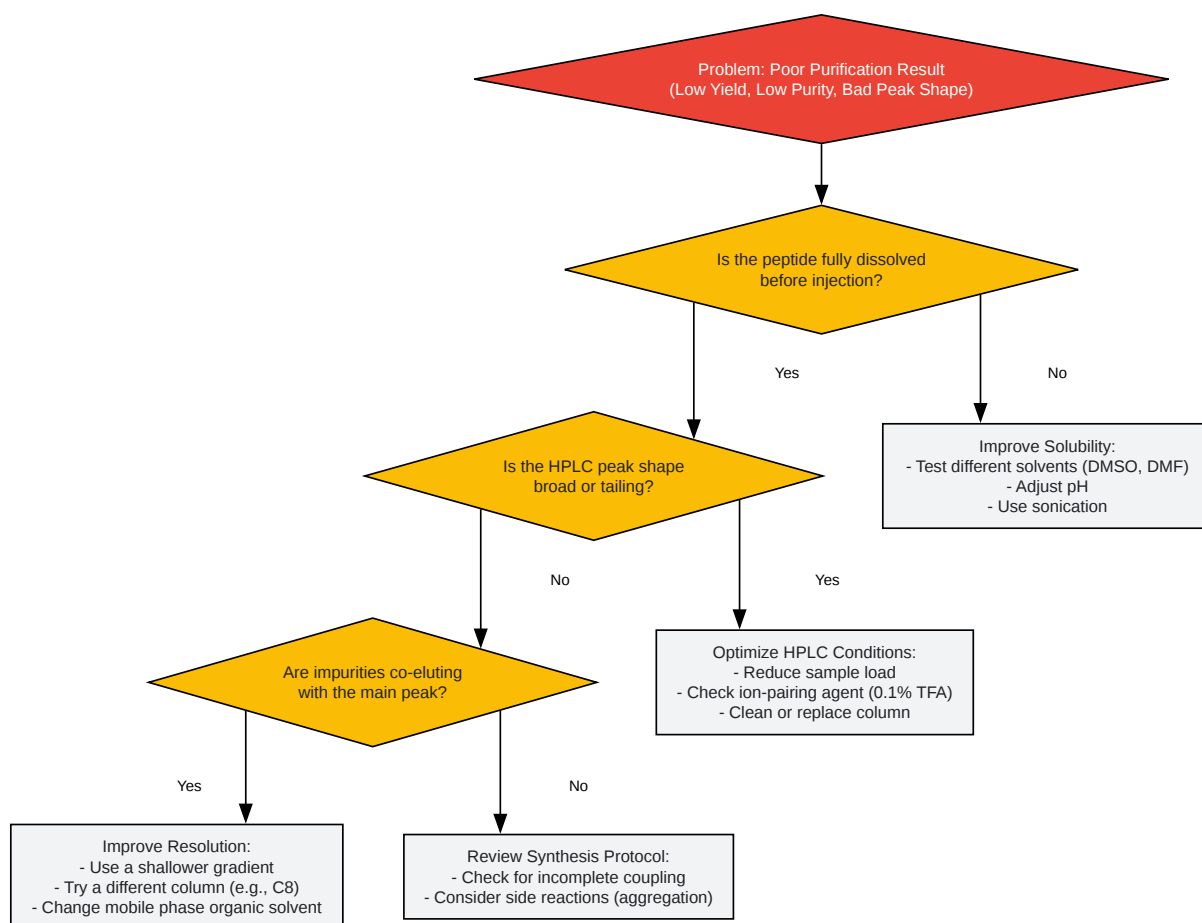 Problem: Poor Purification Result
(Low Yield, Low Purity, Bad Peak Shape)
Is the peptide fully dissolved
before injection?
Yes
No
Is the HPLC peak shape
broad or tailing?
Improve Solubility:
- Test different solvents (DMSO, DMF)
- Adjust pH
- Use sonication
No
Yes
Are impurities co-eluting
with the main peak?
Optimize HPLC Conditions:
- Reduce sample load
- Check ion-pairing agent (0.1% TFA)
- Clean or replace column
Yes
No
Improve Resolution:
- Use a shallower gradient
- Try a different column (e.g., C8)
- Change mobile phase organic solvent
Review Synthesis Protocol:
- Check for incomplete coupling
- Consider side reactions (aggregation)